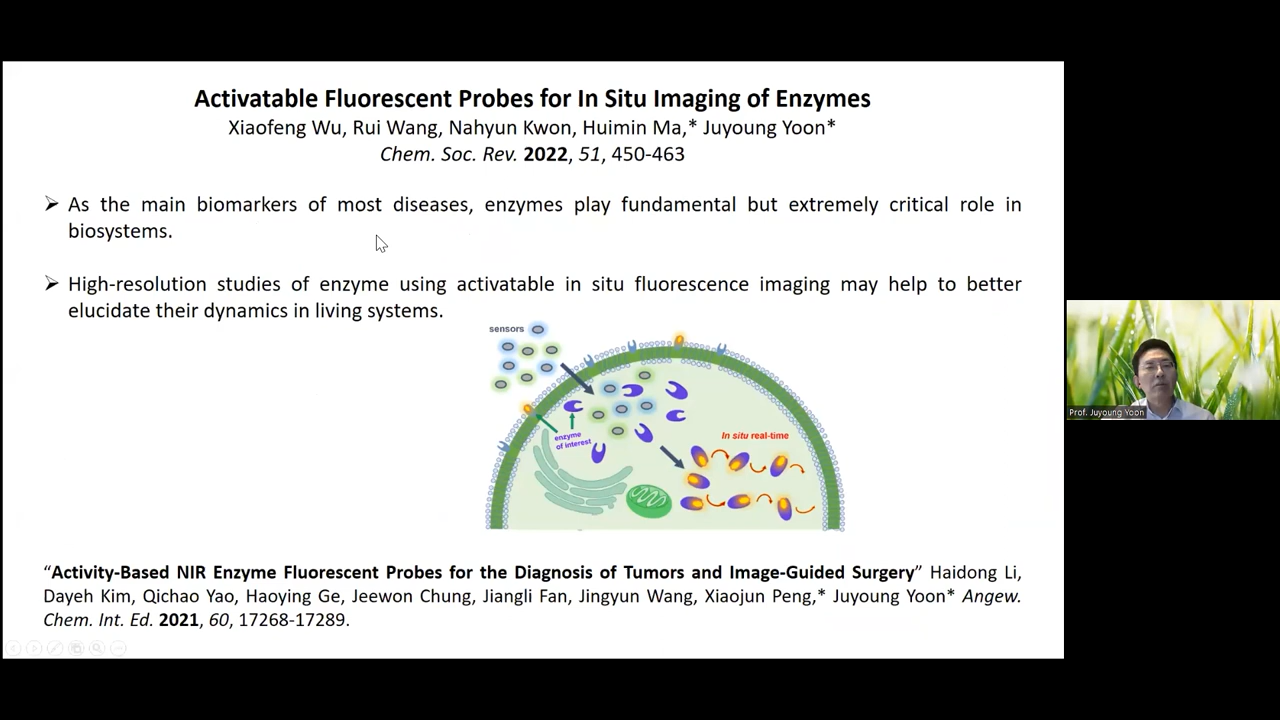 Activatable Fluorescent Probes for In Situ Imaging of Enzymes
Xiaofeng Wu, Rui Wang, Nahyun Kwon, Huimin Ma,* Juyoung Yoon*
Chem. Soc. Rev. 2022, 51, 450-463
➢ As the main biomarkers of most diseases, enzymes play fundamental but extremely critical role in
biosystems.
➢ High-resolution studies of enzyme using activatable in situ fluorescence imaging may help to better
elucidate their dynamics in living systems.
sensors
enzyme
of interest
In situ real-time
Prof. Juyoung Yoon
“Activity-Based NIR Enzyme Fluorescent Probes for the Diagnosis of Tumors and Image-Guided Surgery” Haidong Li,
Dayeh Kim, Qichao Yao, Haoying Ge, Jeewon Chung, Jiangli Fan, Jingyun Wang, Xiaojun Peng,* Juyoung Yoon* Angew.
Chem. Int. Ed. 2021, 60, 17268-17289.